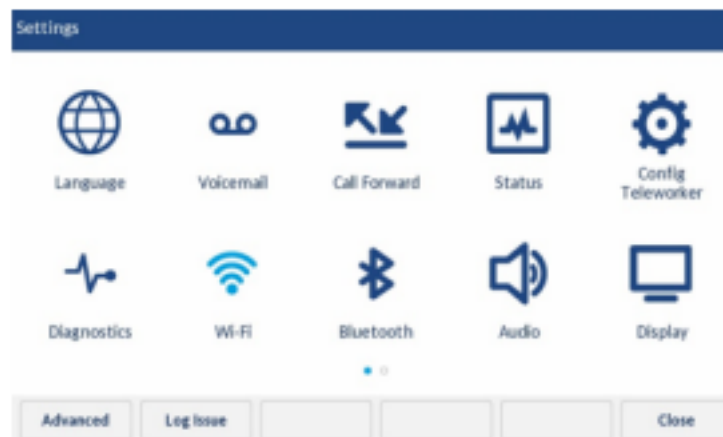 Settings
Language
Voicemail
Call Forward
Status
Config
Teleworker
Diagnostics
Wi-Fi
Bluetooth
Audio
Display
Advanced
Log Issue
Close